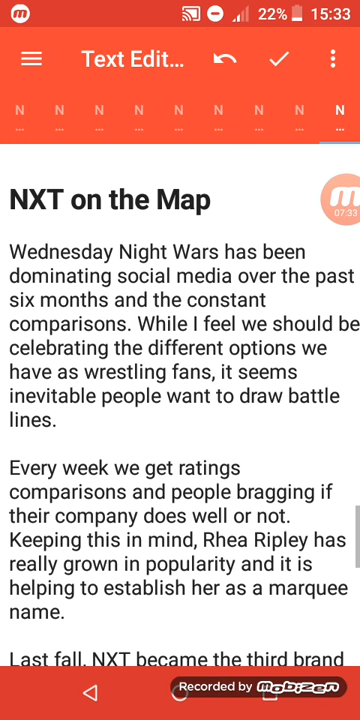 22% 15:33
Text Edit...
N N N N N N N N N
... ... ... ... ... ... ... ... ...
NXT on the Map
07:33
Wednesday Night Wars has been
dominating social media over the past
six months and the constant
comparisons. While I feel we should be
celebrating the different options we
have as wrestling fans, it seems
inevitable people want to draw battle
lines.
Every week we get ratings
comparisons and people bragging if
their company does well or not.
Keeping this in mind, Rhea Ripley has
really grown in popularity and it is
helping to establish her as a marquee
name.
Last fall, NXT became the third brand
Recorded by Mobizen